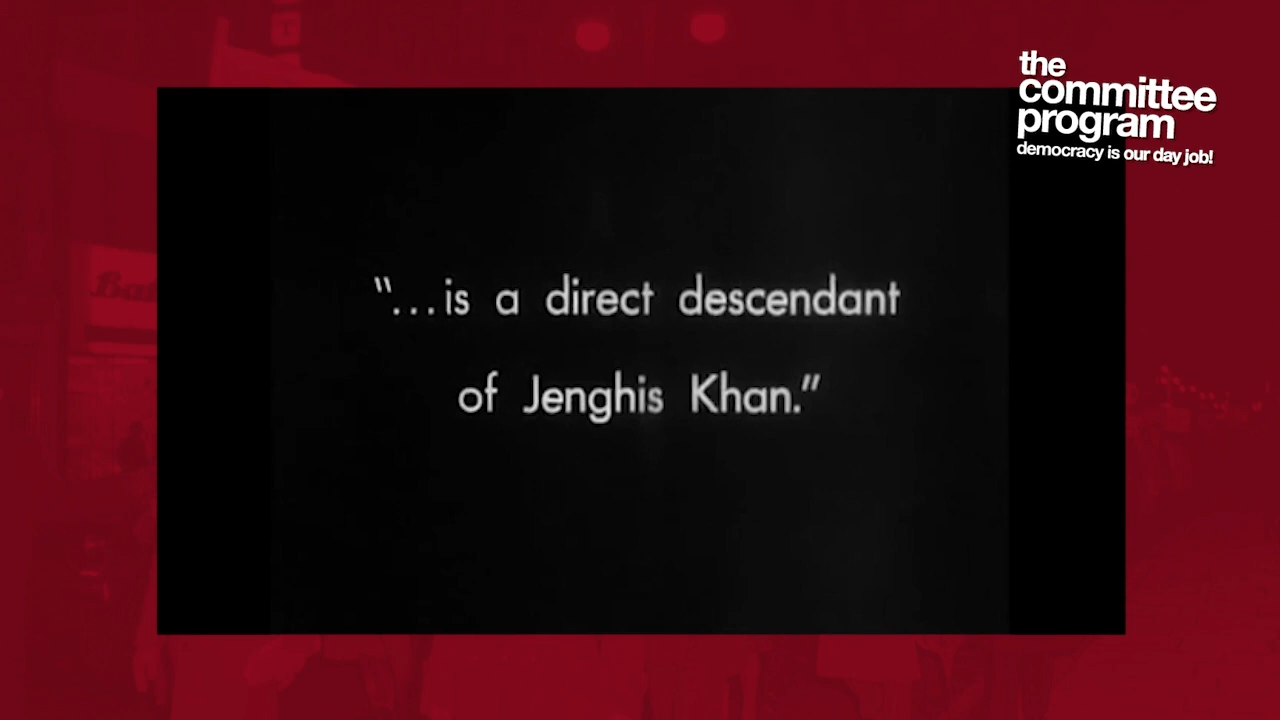 the
committee
program
democracy is our day job!
"...is a direct descendant
of Jenghis Khan."